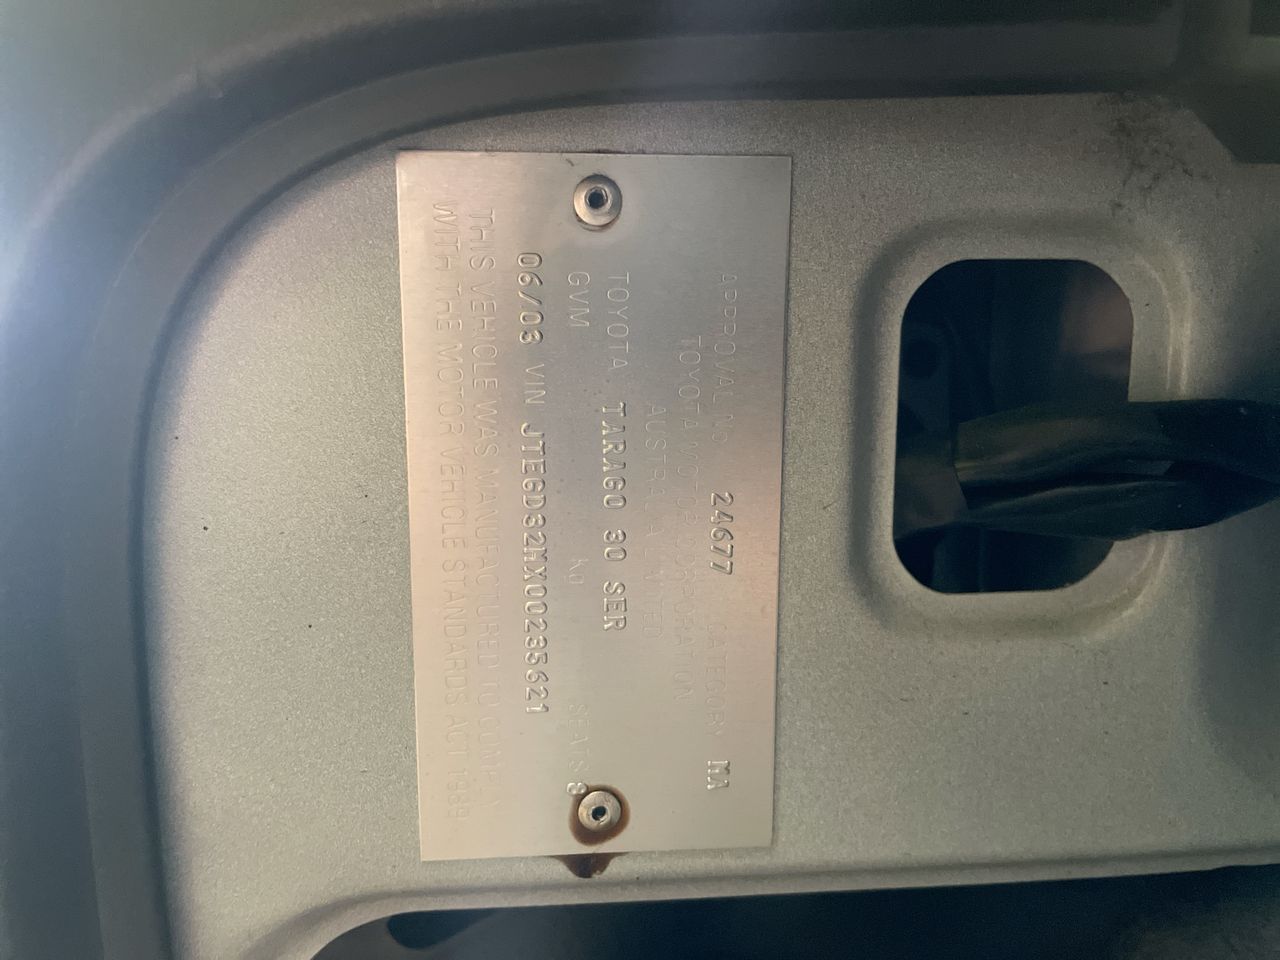 APPROVAL NO 24677 CATEGORY MA
TOYOTA MOTOR CORPORATION
AUSTRALIA LIMITED
TOYOTA TARAGO 30 SER
GVM kg SEATS 8
06/03 VIN JTEGD32MX00235621
THIS VEHICLE WAS MANUFACTURED TO COMPLY
WITH THE MOTOR VEHICLE STANDARDS ACT 1989